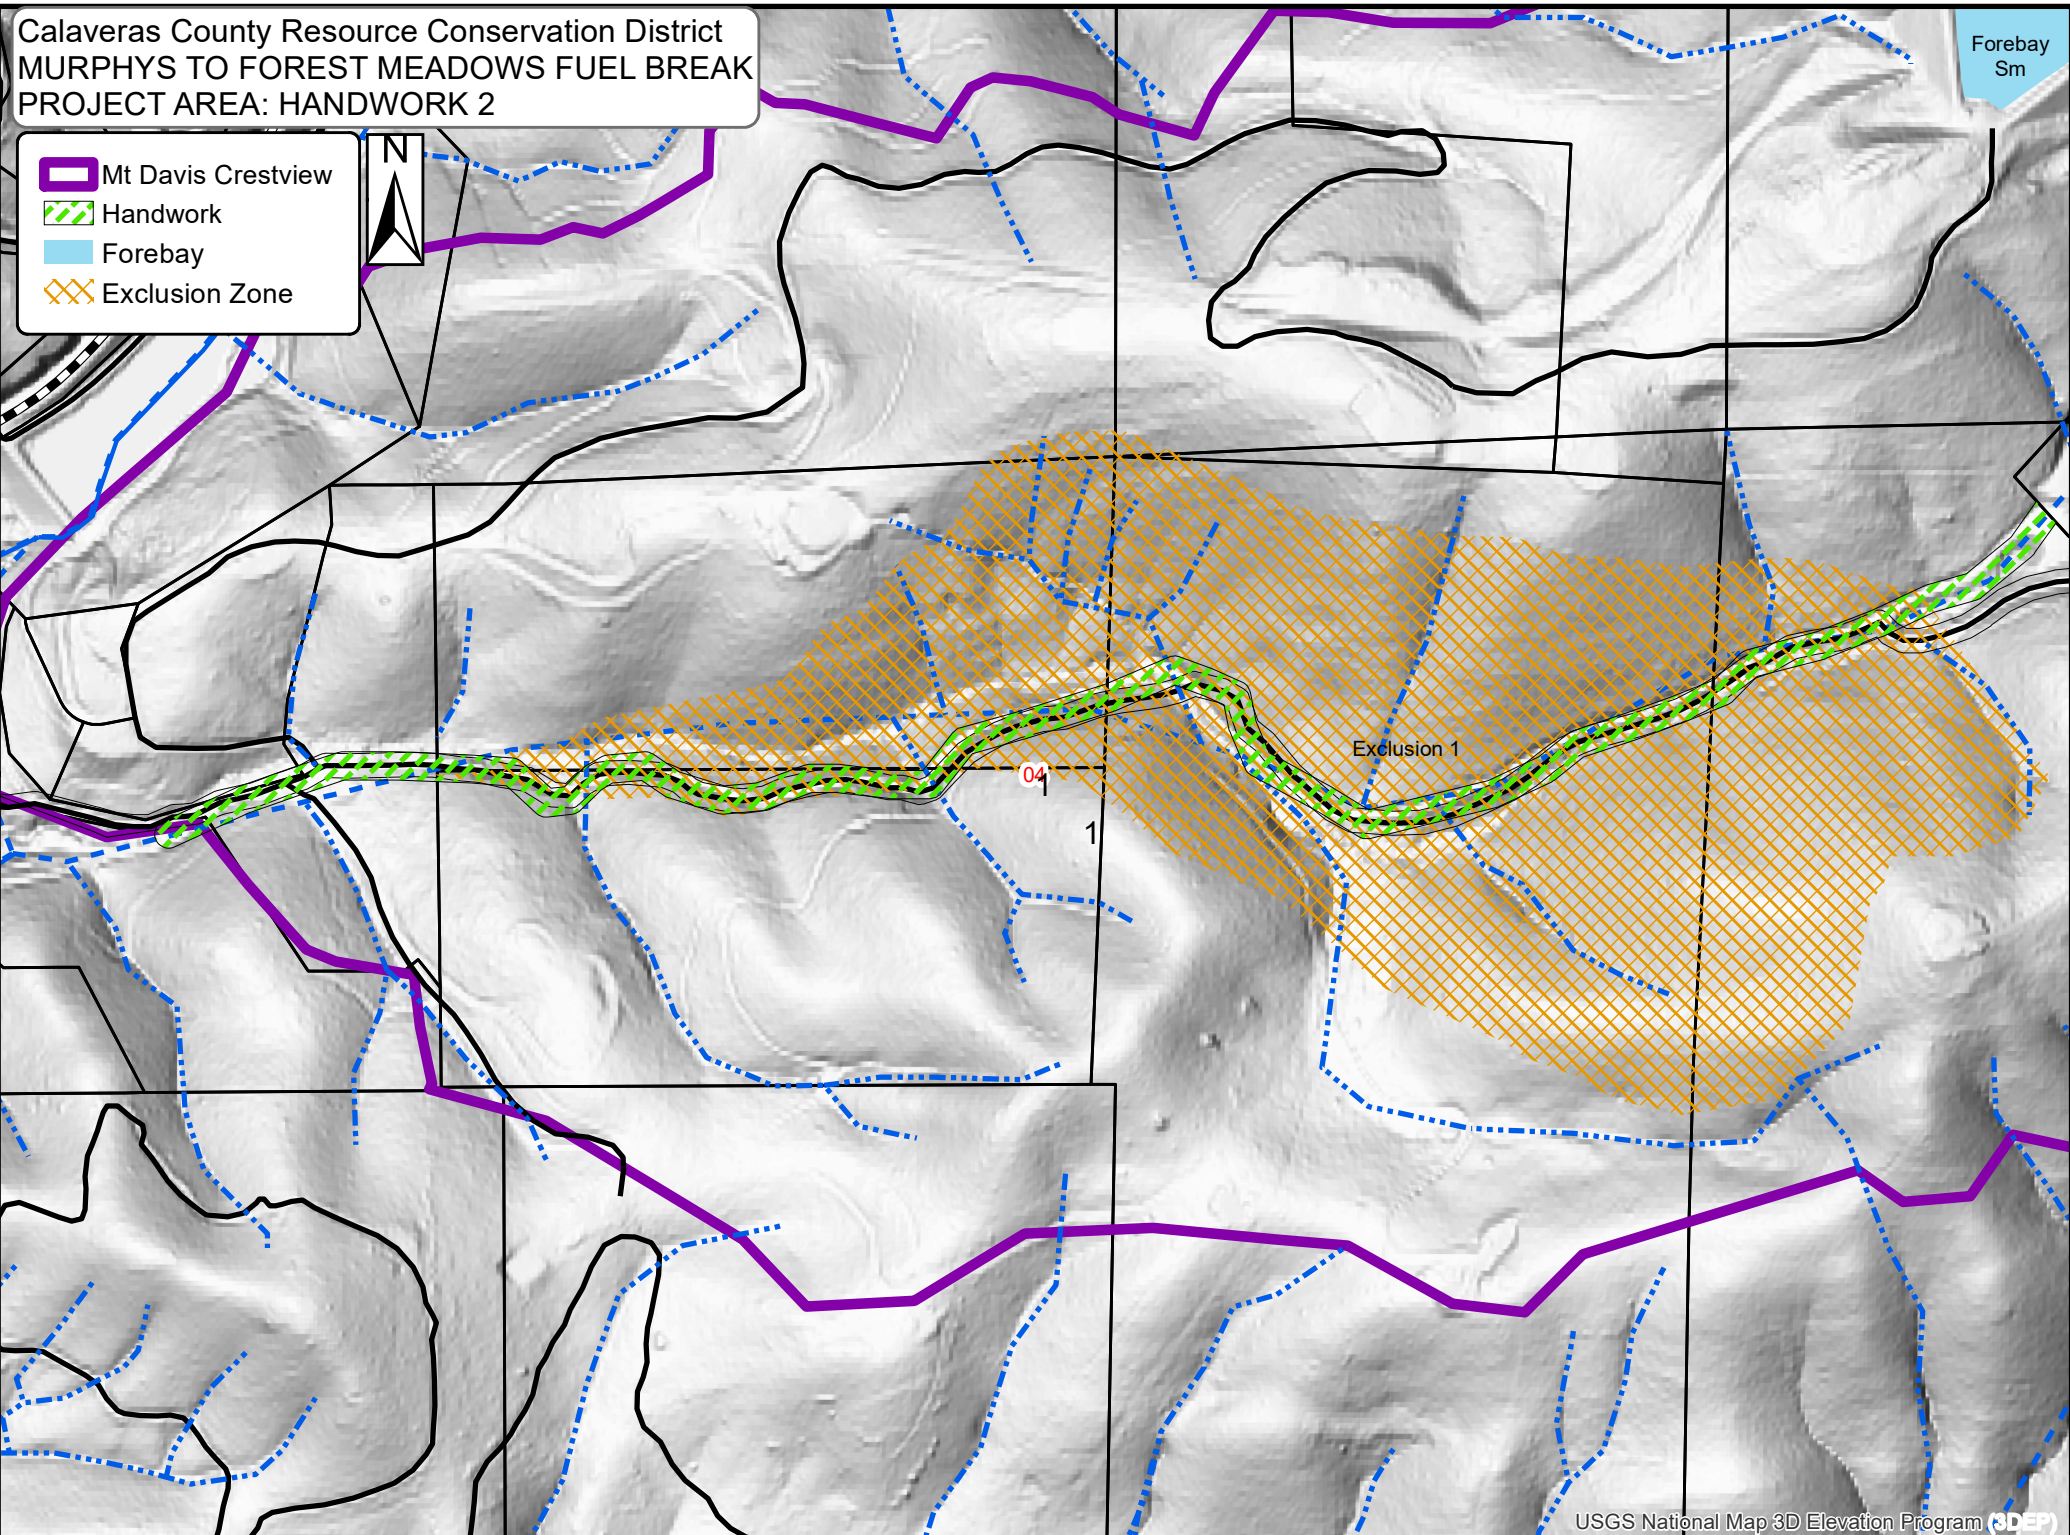 Calaveras County Resource Conservation District
MURPHYS TO FOREST MEADOWS FUEL BREAK
PROJECT AREA: HANDWORK 2
N
Mt Davis Crestview
Handwork
Forebay
Exclusion Zone
Forebay
Sm
Exclusion 1
04
1
1
USGS National Map 3D Elevation Program (3DEP)